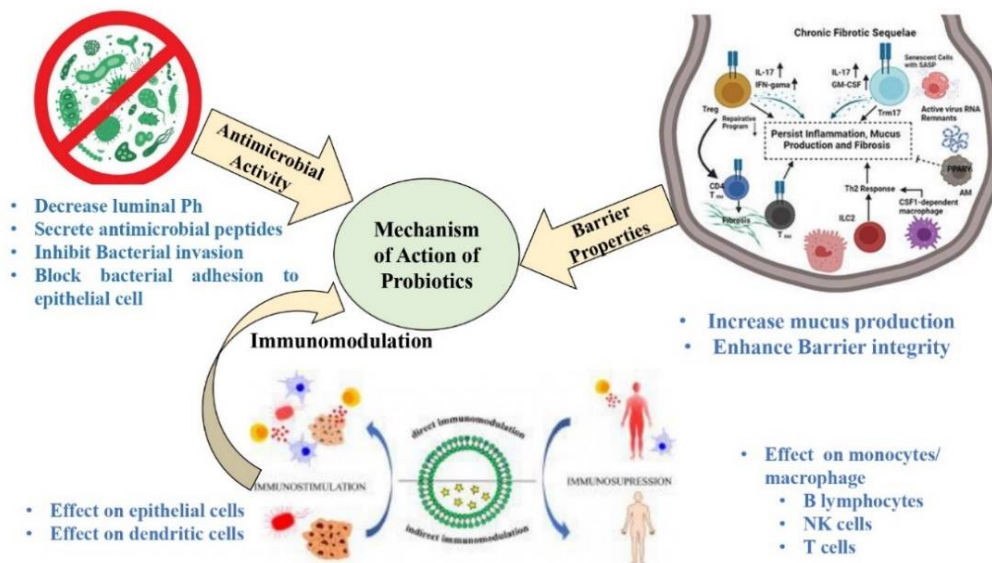 Chronic Fibrotic Sequelae
IL-17
IFN-gama
IL-17
GM-CSF
Senescent Cells
with SASP
Treg
Trm17
Reparative
Program
Active virus RNA
Remnants
Persist Inflammation, Mucus
Production and Fibrosis
PPARγ
AM
CD4
T
Fibrosis
T
Th2 Response
ILC2
CSF1-dependent
macrophage
Antimicrobial
Activity
• Decrease luminal Ph
• Secrete antimicrobial peptides
• Inhibit Bacterial invasion
• Block bacterial adhesion to
epithelial cell
Mechanism
of Action of
Probiotics
Barrier
Properties
• Increase mucus production
• Enhance Barrier integrity
Immunomodulation
direct immunomodulation
IMMUNOSTIMULATION
IMMUNOSUPRESSION
indirect immunomodulation
• Effect on epithelial cells
• Effect on dendritic cells
• Effect on monocytes/
macrophage
• B lymphocytes
• NK cells
• T cells